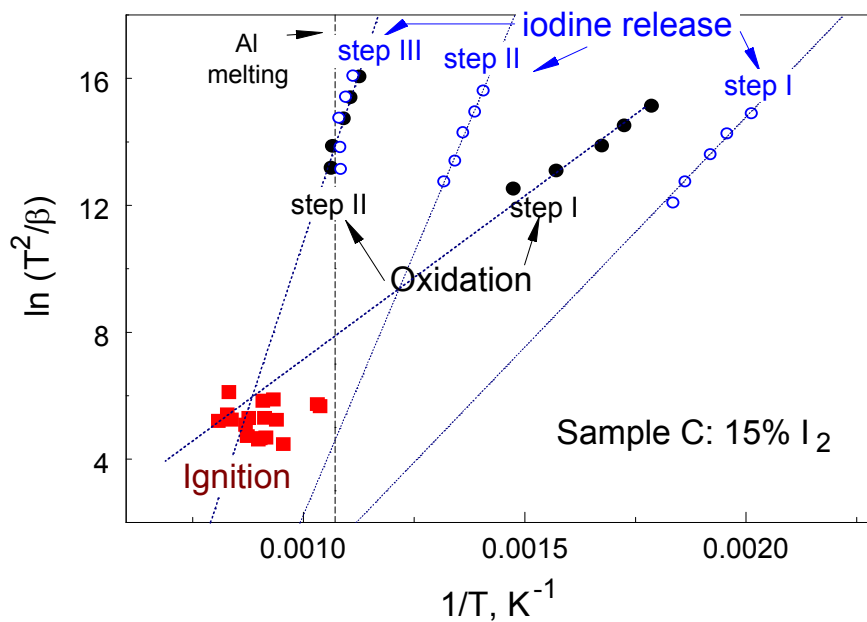 Al
melting
step III
iodine release
step II
step I
16
12
8
4
ln (T²/β)
step II
step I
Oxidation
Ignition
Sample C: 15% I₂
0.0010
0.0015
0.0020
1/T, K⁻¹